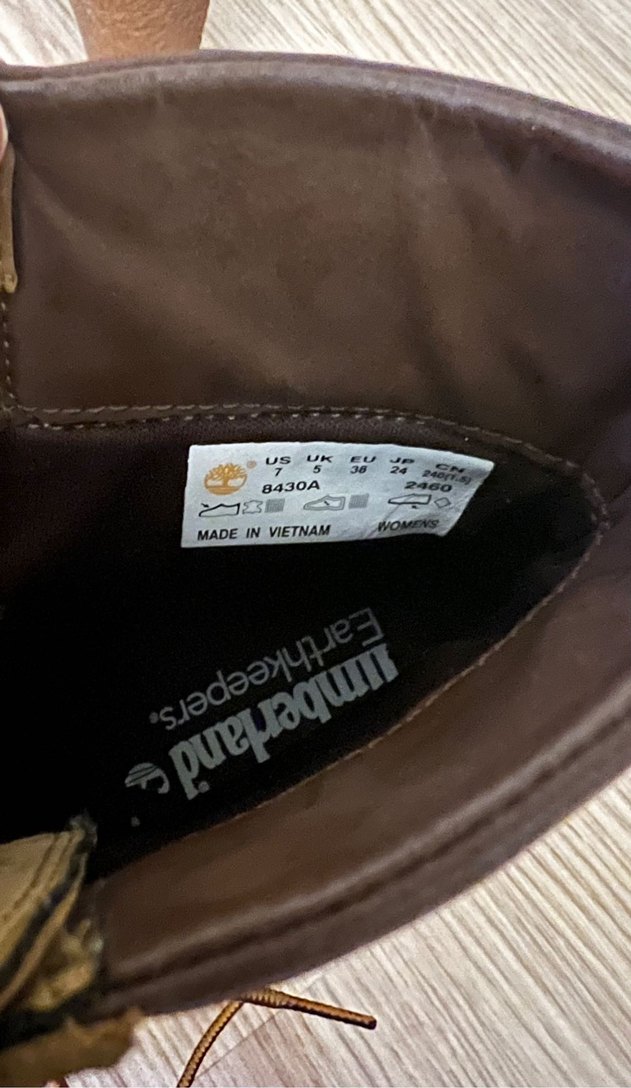 US UK EU JP CN
7 5 38 24 240(1.5)
8430A 2460
MADE IN VIETNAM WOMENS
Timberland
Earthkeepers.